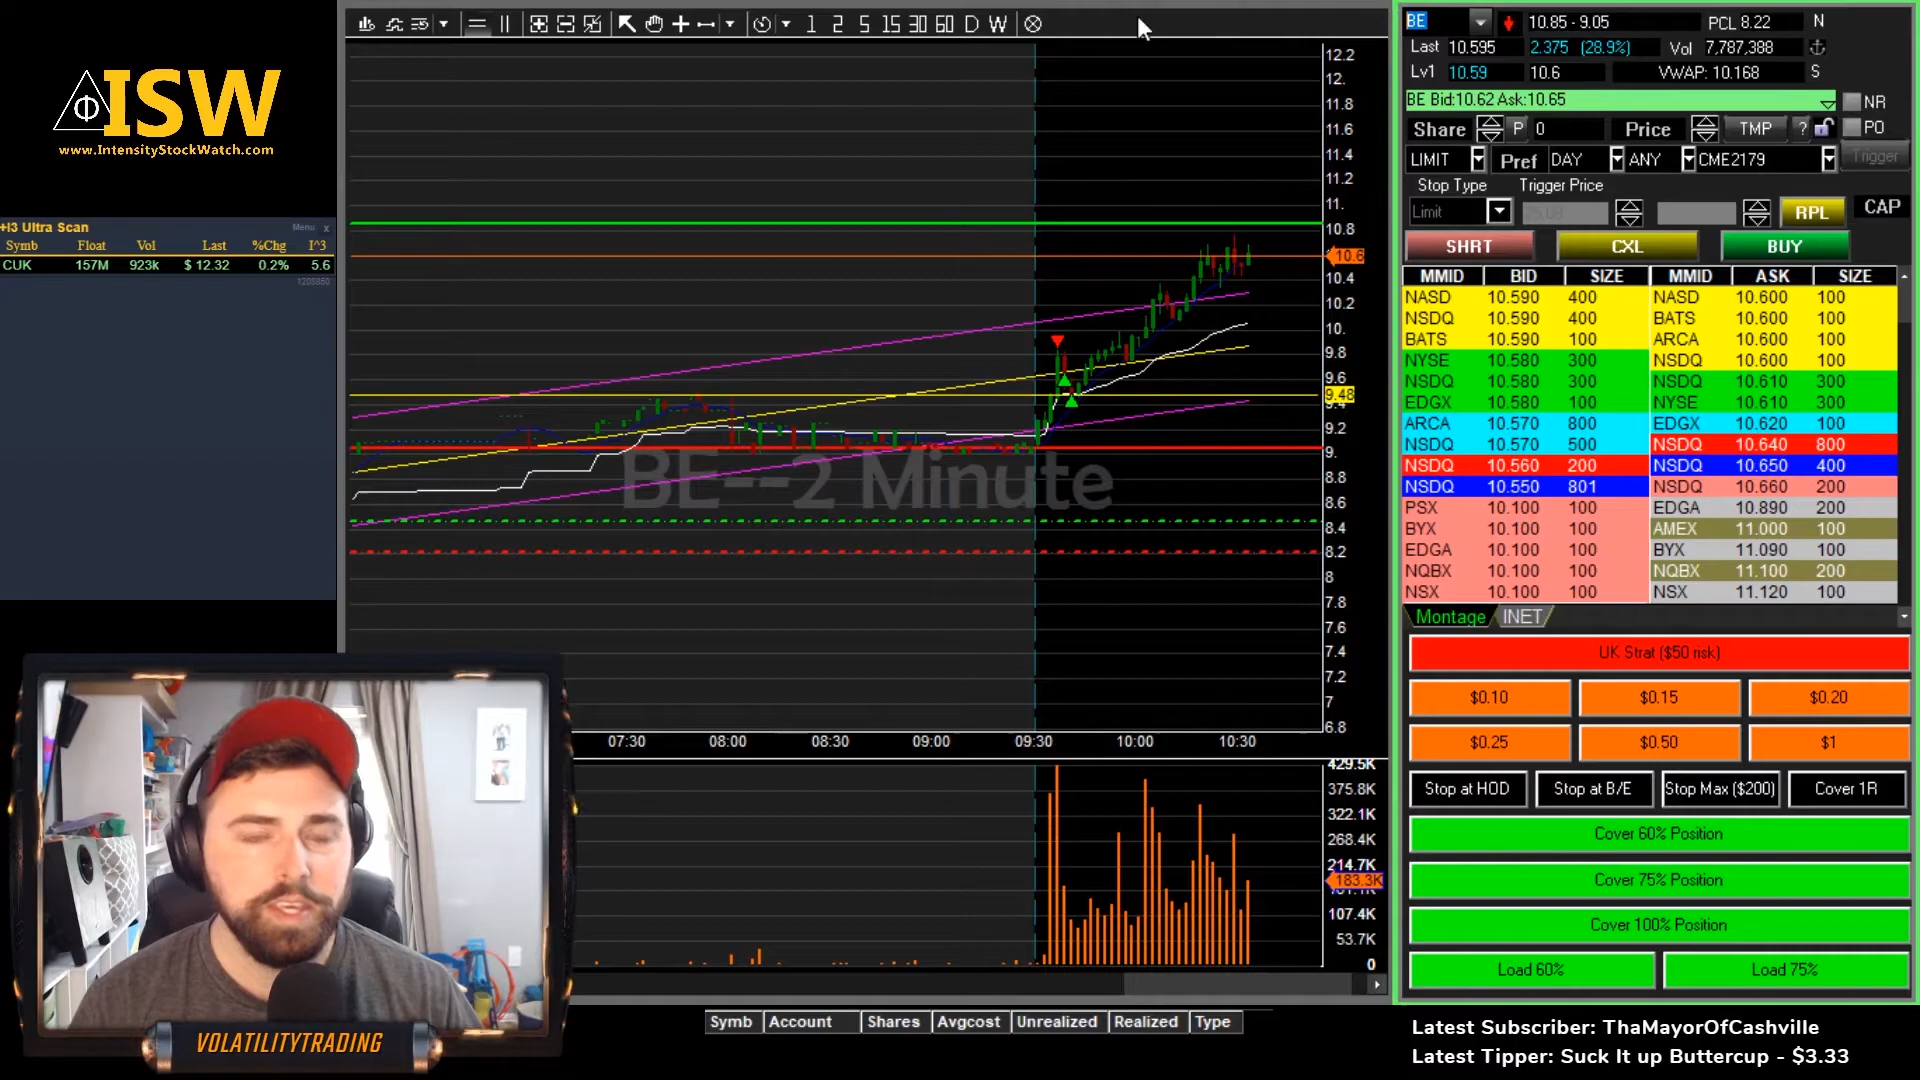 ISW
www.IntensityStockWatch.com
+I3 Ultra Scan Menu x
Symb Float Vol Last %Chg I^3
CUK 157M 923k $ 12.32 0.2% 5.6
1 2 5 15 30 60 D W
12.2
12.
11.8
11.6
11.4
11.2
11.
10.8
10.6
10.4
10.2
10.
9.8
9.6
9.48
9.4
9.2
9.
8.8
8.6
8.4
8.2
8
7.8
7.6
7.4
7.2
7
6.8
BE--2 Minute
07:30 08:00 08:30 09:00 09:30 10:00 10:30
429.5K
375.8K
322.1K
268.4K
214.7K
183.3K
107.4K
53.7K
0
BE 10.85 - 9.05 PCL 8.22 N
Last 10.595 2.375 (28.9%) Vol 7,787,388
Lv1 10.59 10.6 VWAP: 10.168 S
BE Bid:10.62 Ask:10.65 NR
Share P 0 Price TMP ? PO
LIMIT Pref DAY ANY CME2179 Trigger
Stop Type Trigger Price
Limit RPL CAP
SHRT CXL BUY
MMID BID SIZE MMID ASK SIZE
NASD 10.590 400 NASD 10.600 100
NSDQ 10.590 400 BATS 10.600 100
BATS 10.590 100 ARCA 10.600 100
NYSE 10.580 300 NSDQ 10.600 100
NSDQ 10.580 300 NSDQ 10.610 300
EDGX 10.580 100 NYSE 10.610 300
ARCA 10.570 800 EDGX 10.620 100
NSDQ 10.570 500 NSDQ 10.640 800
NSDQ 10.560 200 NSDQ 10.650 400
NSDQ 10.550 801 NSDQ 10.660 200
PSX 10.100 100 EDGA 10.890 200
BYX 10.100 100 AMEX 11.000 100
EDGA 10.100 100 BYX 11.090 100
NQBX 10.100 100 NQBX 11.100 200
NSX 10.100 100 NSX 11.120 100
Montage INET
UK Strat ($50 risk)
$0.10 $0.15 $0.20
$0.25 $0.50 $1
Stop at HOD Stop at B/E Stop Max ($200) Cover 1R
Cover 60% Position
Cover 75% Position
Cover 100% Position
Load 60% Load 75%
Symb Account Shares Avgcost Unrealized Realized Type
VOLATILITYTRADING
Latest Subscriber: ThaMayorOfCashville
Latest Tipper: Suck It up Buttercup - $3.33